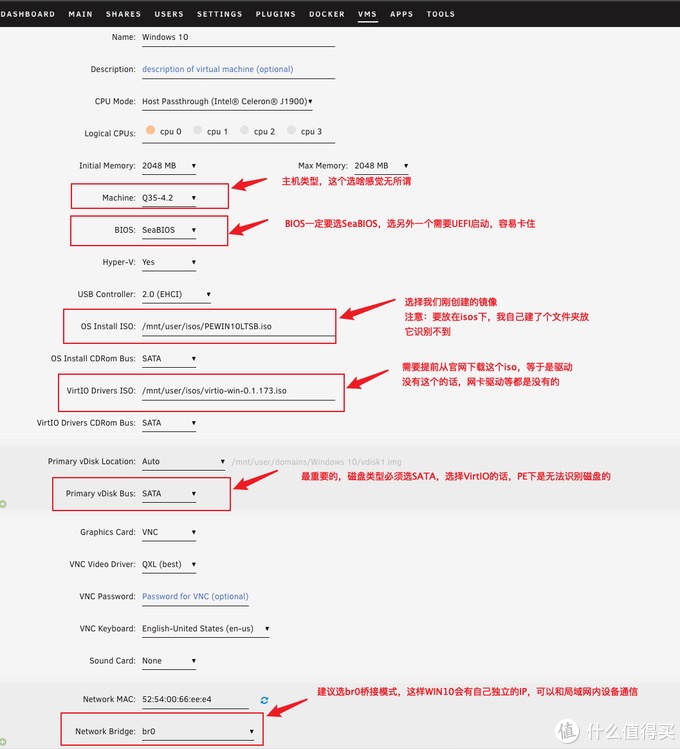 DASHBOARD MAIN SHARES USERS SETTINGS PLUGINS DOCKER VMS APPS TOOLS
Name: Windows 10
Description: description of virtual machine (optional)
CPU Mode: Host Passthrough (Intel® Celeron® J1900)
Logical CPUs: cpu 0 cpu 1 cpu 2 cpu 3
Initial Memory: 2048 MB Max Memory: 2048 MB
主机类型，这个选啥感觉无所谓
Machine: Q35-4.2
BIOS一定要选SeaBIOS，选另外一个需要UEFI启动，容易卡住
BIOS: SeaBIOS
Hyper-V: Yes
USB Controller: 2.0 (EHCI)
选择我们刚创建的镜像
注意：要放在isos下，我自己建了个文件夹放
它识别不到
OS Install ISO: /mnt/user/isos/PEWIN10LTSB.iso
OS Install CDRom Bus: SATA
需要提前从官网下载这个iso，等于是驱动
没有这个的话，网卡驱动等都是没有的
VirtIO Drivers ISO: /mnt/user/isos/virtio-win-0.1.173.iso
VirtIO Drivers CDRom Bus: SATA
Primary vDisk Location: Auto /mnt/user/domains/Windows 10/vdisk1.img
最重要的，磁盘类型必须选SATA，选择VirtIO的话，PE下是无法识别磁盘的
Primary vDisk Bus: SATA
Graphics Card: VNC
VNC Video Driver: QXL (best)
VNC Password: Password for VNC (optional)
VNC Keyboard: English-United States (en-us)
Sound Card: None
建议选br0桥接模式，这样WIN10会有自己独立的IP，可以和局域网内设备通信
Network MAC: 52:54:00:66:ee:e4
Network Bridge: br0
值 什么值得买